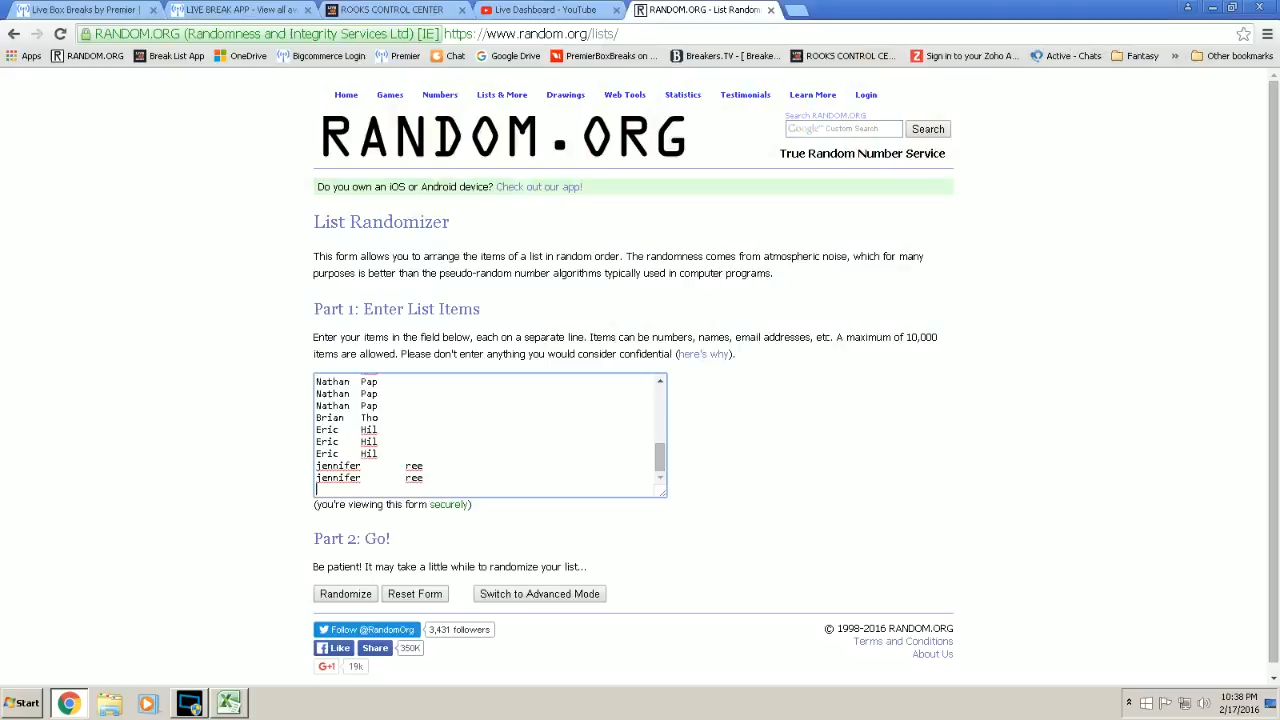 Live Box Breaks by Premier
LIVE BREAK APP - View all av
ROOKS CONTROL CENTER
Live Dashboard - YouTube
RANDOM.ORG - List Random
RANDOM.ORG (Randomness and Integrity Services Ltd) [IE] https://www.random.org/lists/
Apps RANDOM.ORG Break List App OneDrive Bigcommerce Login Premier Chat Google Drive PremierBoxBreaks on ... Breakers.TV - [ Breake... ROOKS CONTROL CE... Sign in to your Zoho A... Active - Chats Fantasy » Other bookmarks
Home Games Numbers Lists & More Drawings Web Tools Statistics Testimonials Learn More Login
RANDOM.ORG
Search RANDOM.ORG
Google™ Custom Search Search
True Random Number Service
Do you own an iOS or Android device? Check out our app!
List Randomizer
This form allows you to arrange the items of a list in random order. The randomness comes from atmospheric noise, which for many
purposes is better than the pseudo-random number algorithms typically used in computer programs.
Part 1: Enter List Items
Enter your items in the field below, each on a separate line. Items can be numbers, names, email addresses, etc. A maximum of 10,000
items are allowed. Please don't enter anything you would consider confidential (here's why).
Nathan Pap
Nathan Pap
Nathan Pap
Brian Tho
Eric Hil
Eric Hil
Eric Hil
jennifer ree
jennifer ree
(you're viewing this form securely)
Part 2: Go!
Be patient! It may take a little while to randomize your list...
Randomize Reset Form Switch to Advanced Mode
Follow @RandomOrg 3,431 followers
Like Share 350K
G+1 19k
© 1998-2016 RANDOM.ORG
Terms and Conditions
About Us
Start
10:38 PM
2/17/2016